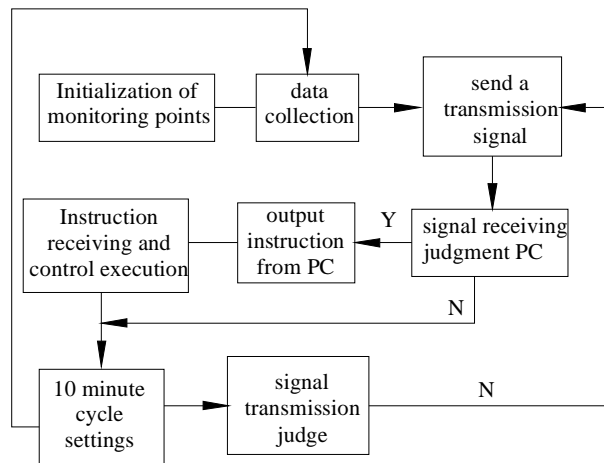 Initialization of
monitoring points
data
collection
send a
transmission
signal
Instruction
receiving and
control execution
output
instruction
from PC
Y
signal receiving
judgment PC
N
10 minute
cycle
settings
signal
transmission
judge
N